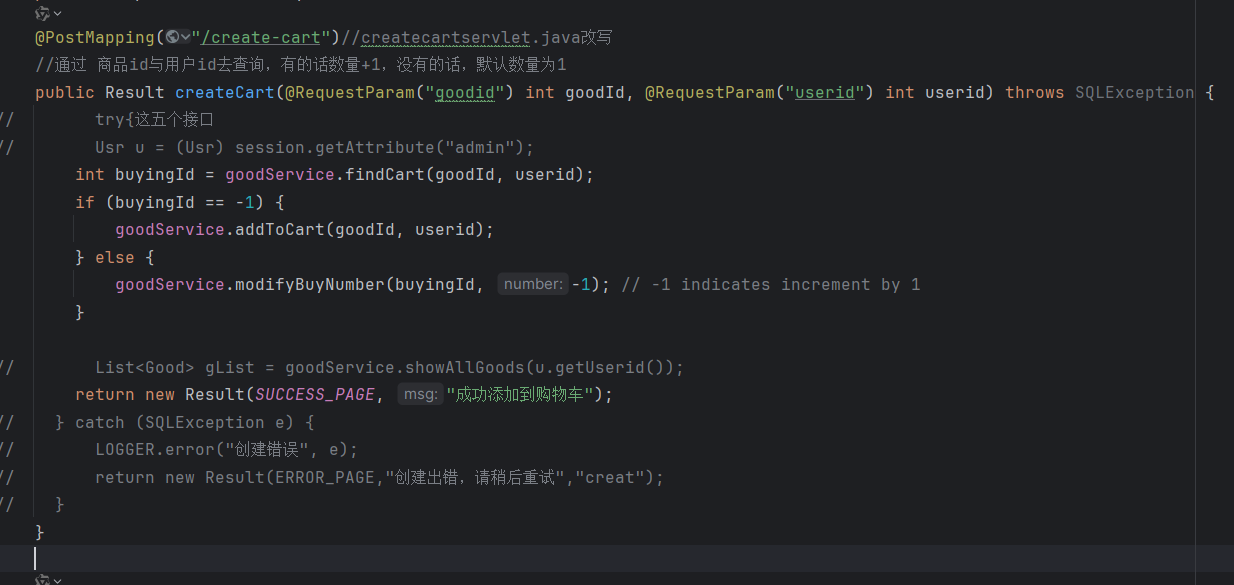 @PostMapping("/create-cart")//createcartservlet.java改写
//通过 商品id与用户id去查询，有的话数量+1，没有的话，默认数量为1
public Result createCart(@RequestParam("goodid") int goodId, @RequestParam("userid") int userid) throws SQLException {
//        try{这五个接口
//        Usr u = (Usr) session.getAttribute("admin");
    int buyingId = goodService.findCart(goodId, userid);
    if (buyingId == -1) {
        goodService.addToCart(goodId, userid);
    } else {
        goodService.modifyBuyNumber(buyingId, number: -1); // -1 indicates increment by 1
    }
//        List<Good> gList = goodService.showAllGoods(u.getUserid());
    return new Result(SUCCESS_PAGE, msg: "成功添加到购物车");
//    } catch (SQLException e) {
//        LOGGER.error("创建错误", e);
//        return new Result(ERROR_PAGE,"创建出错，请稍后重试","creat");
//    }
}